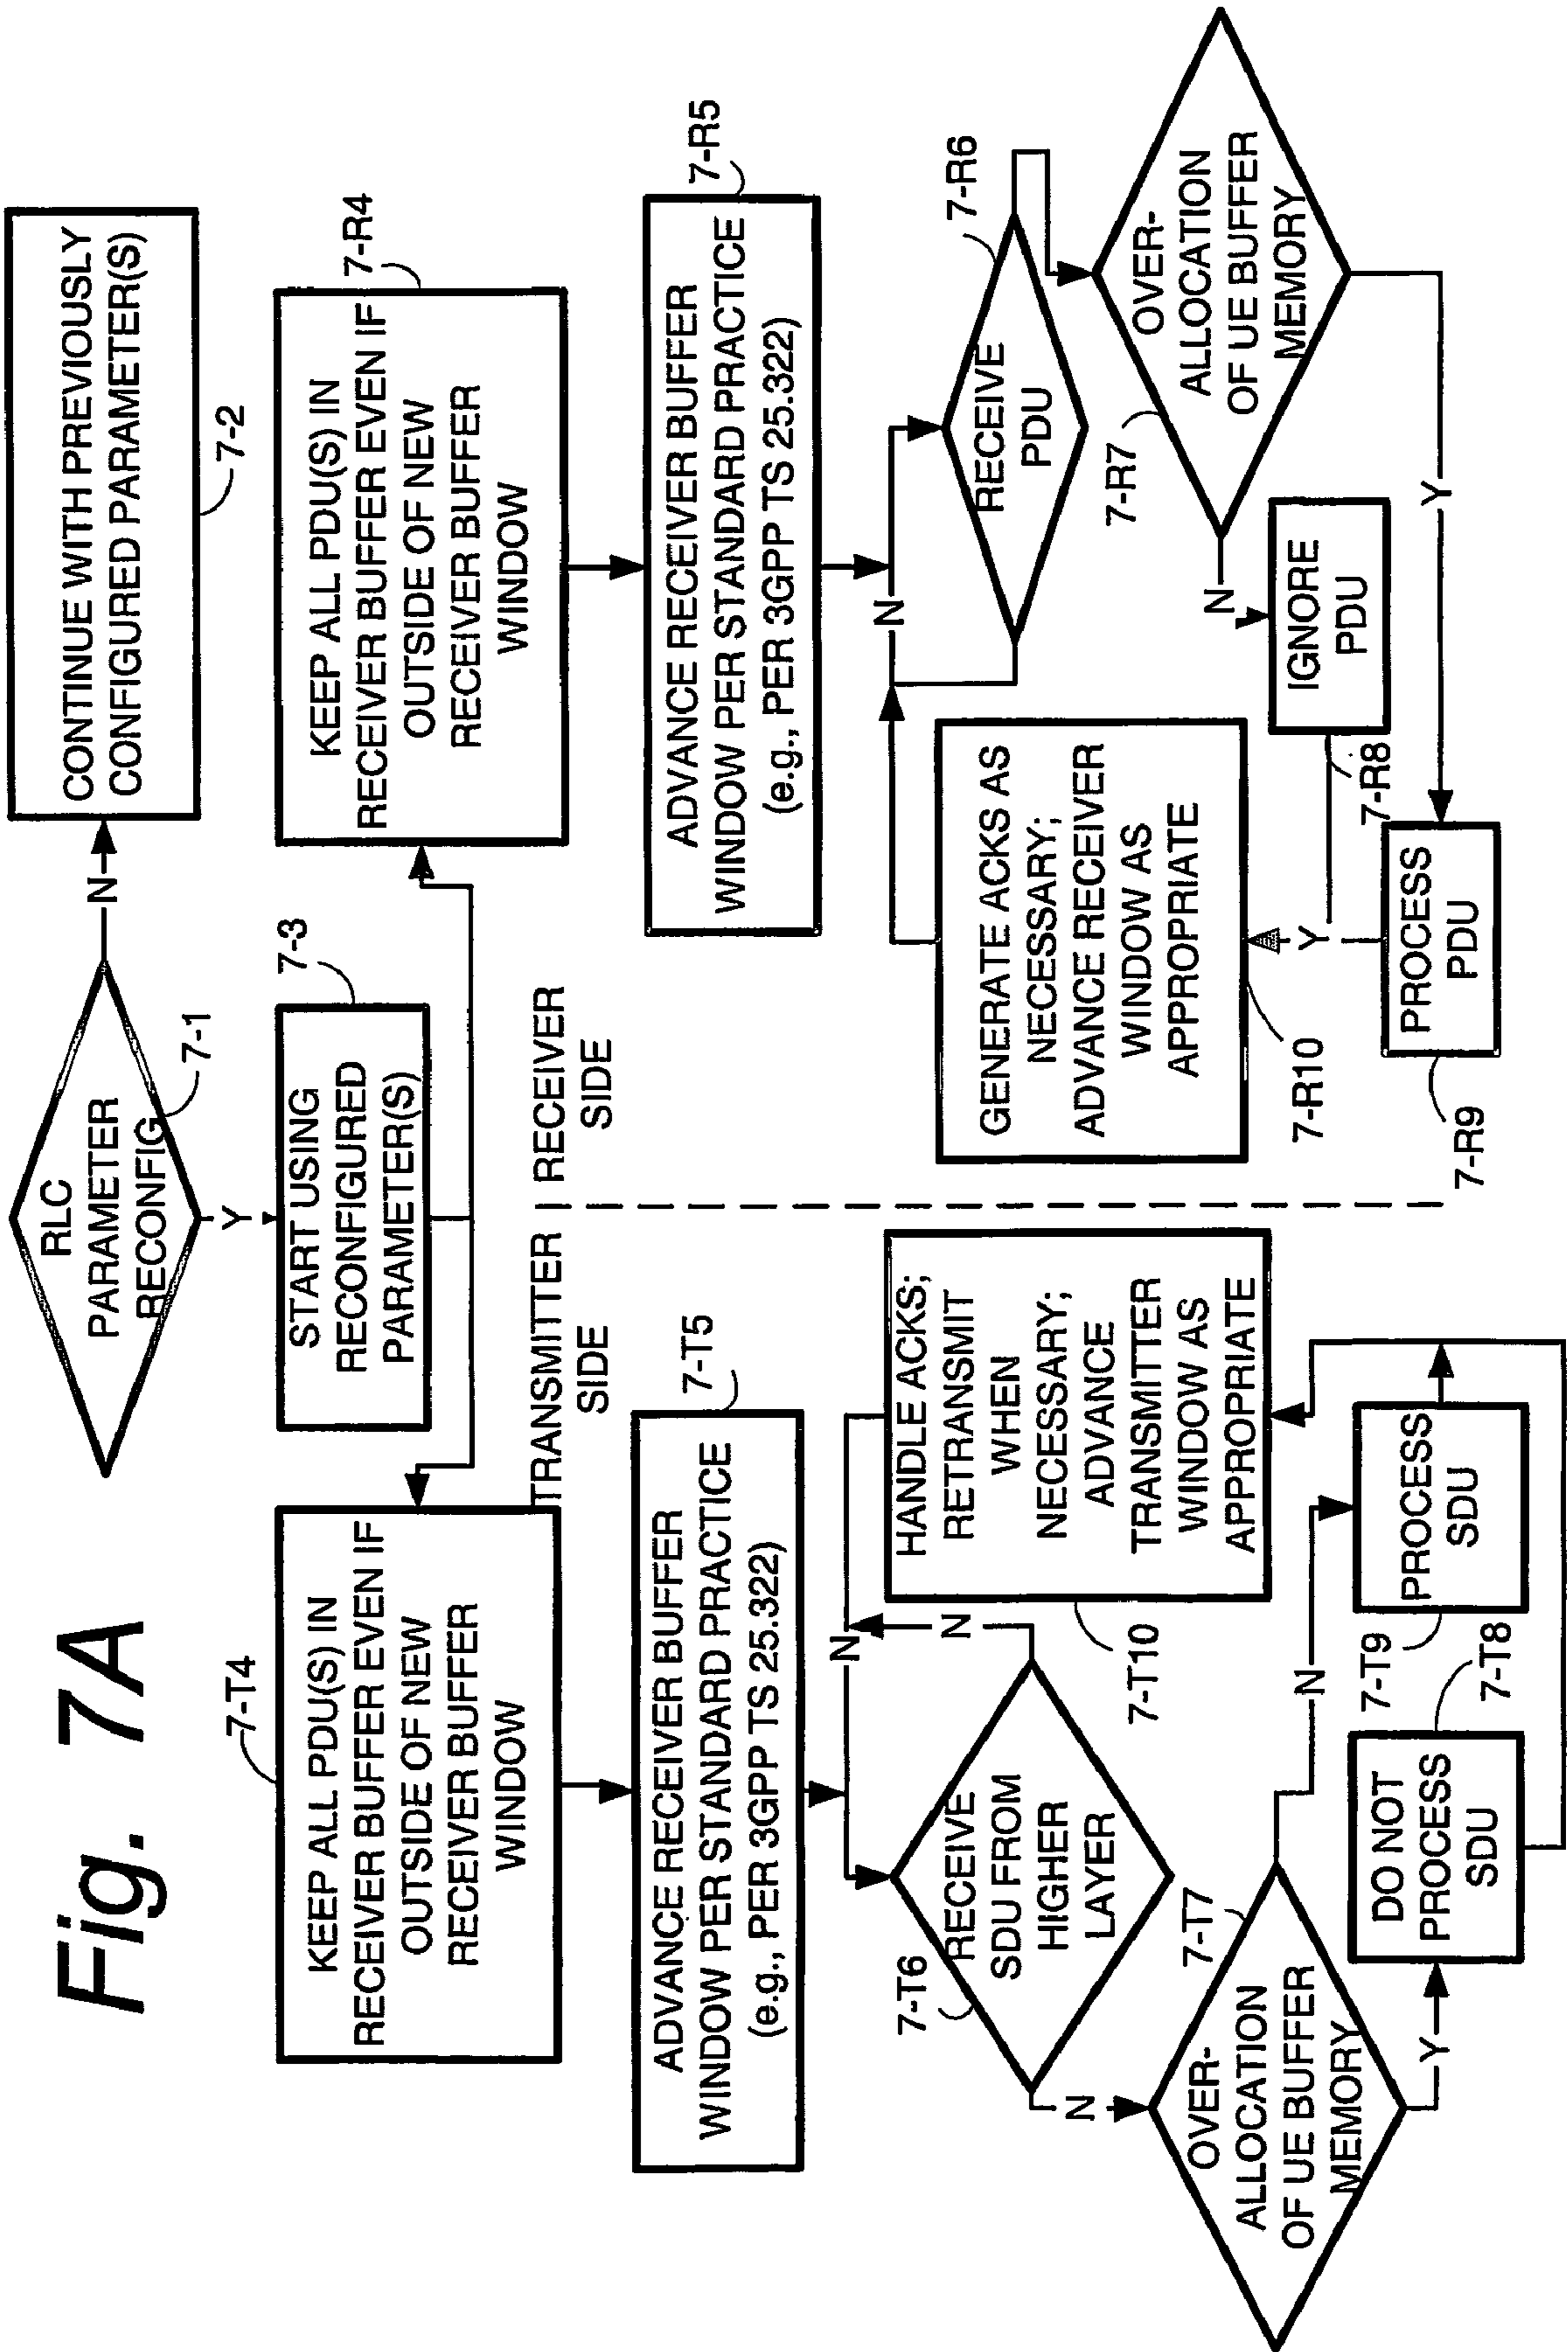 Fig. 7A
RLC
PARAMETER
RECONFIG
7-1
N
CONTINUE WITH PREVIOUSLY
CONFIGURED PARAMETER(S)
7-2
Y
START USING
RECONFIGURED
PARAMETER(S)
7-3
7-T4
KEEP ALL PDU(S) IN
RECEIVER BUFFER EVEN IF
OUTSIDE OF NEW
RECEIVER BUFFER
WINDOW
TRANSMITTER
SIDE
ADVANCE RECEIVER BUFFER
WINDOW PER STANDARD PRACTICE
(e.g., PER 3GPP TS 25.322)
7-T5
N
7-T6
RECEIVE
SDU FROM
HIGHER
LAYER
N
N
HANDLE ACKS;
RETRANSMIT
WHEN
NECESSARY;
ADVANCE
TRANSMITTER
WINDOW AS
APPROPRIATE
7-T10
OVER-
ALLOCATION
OF UE BUFFER
MEMORY
7-T7
N
Y
DO NOT
PROCESS
SDU
7-T8
PROCESS
SDU
7-T9
RECEIVER
SIDE
KEEP ALL PDU(S) IN
RECEIVER BUFFER EVEN IF
OUTSIDE OF NEW
RECEIVER BUFFER
WINDOW
7-R4
ADVANCE RECEIVER BUFFER
WINDOW PER STANDARD PRACTICE
(e.g., PER 3GPP TS 25.322)
7-R5
N
RECEIVE
PDU
7-R6
7-R7
OVER-
ALLOCATION
OF UE BUFFER
MEMORY
N
Y
IGNORE
PDU
7-R8
PROCESS
PDU
7-R9
Y
GENERATE ACKS AS
NECESSARY;
ADVANCE RECEIVER
WINDOW AS
APPROPRIATE
7-R10